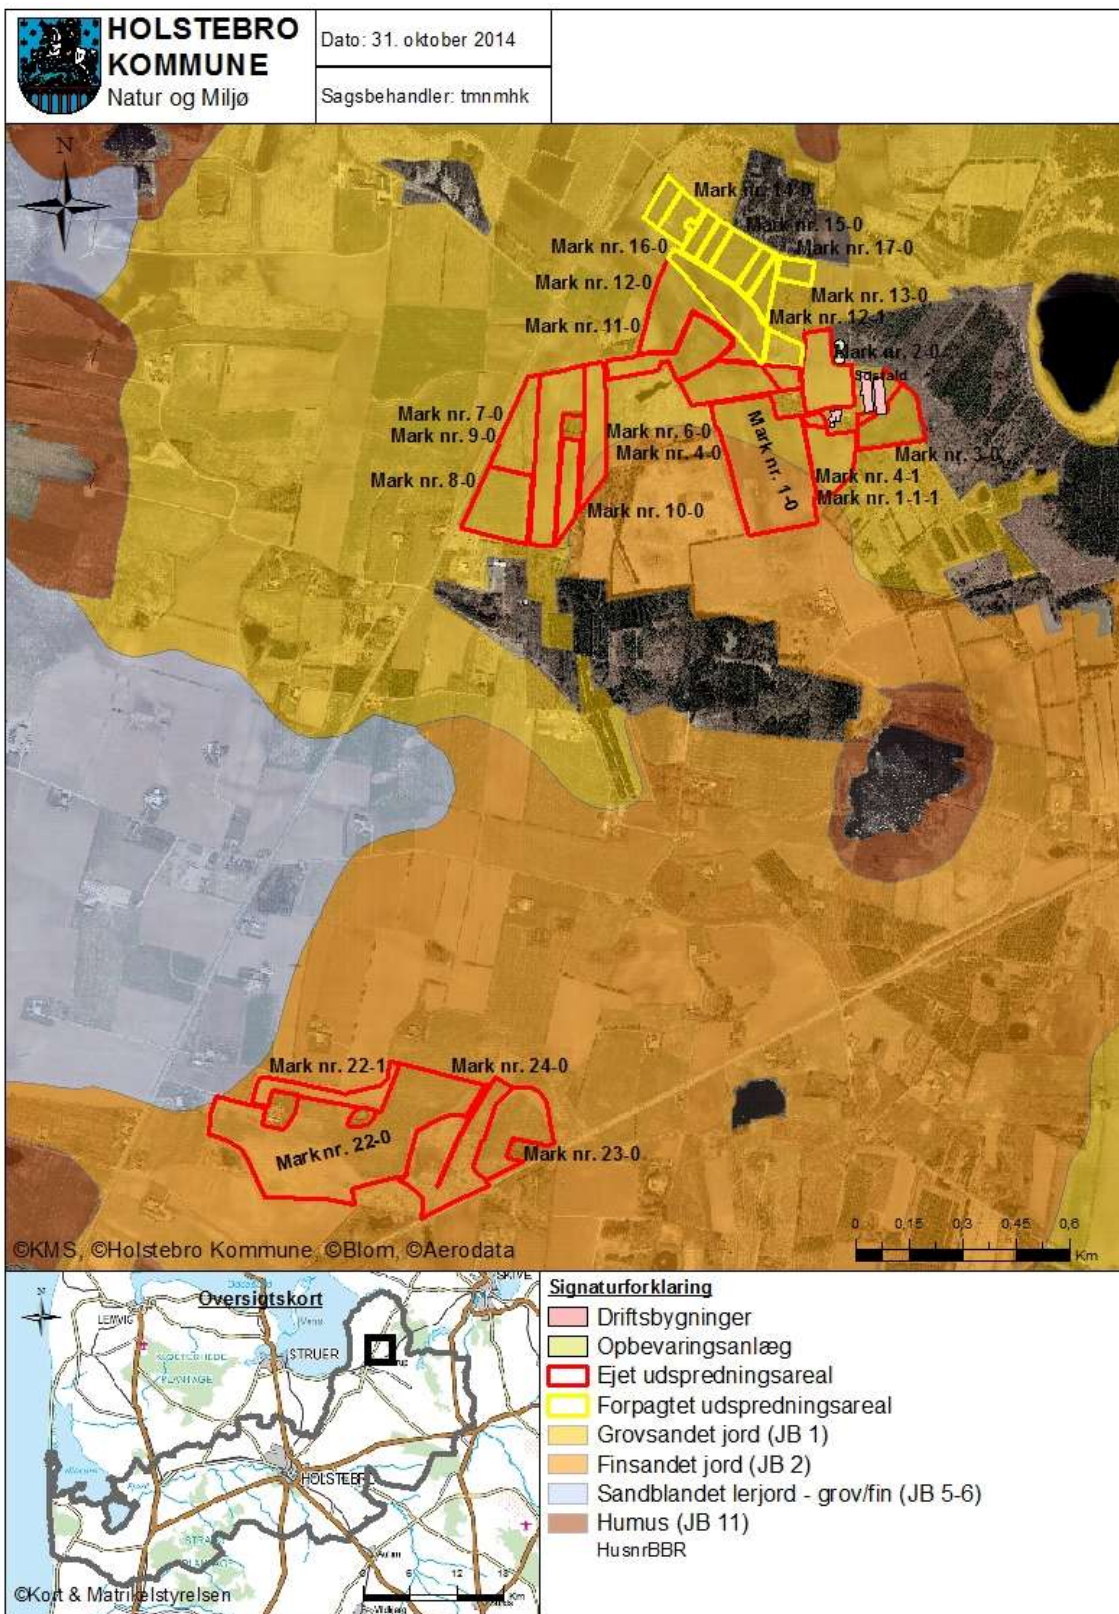 HOLSTEBRO
KOMMUNE
Natur og Miljø
Dato: 31. oktober 2014
Sagsbehandler: tmnmhk
N
Mark nr. 14-0
Mark nr. 15-0
Mark nr. 16-0
Mark nr. 17-0
Mark nr. 12-0
Mark nr. 13-0
Mark nr. 11-0
Mark nr. 12-1
Mark nr. 2-0
Mark nr. 7-0
Mark nr. 9-0
Mark nr. 6-0
Mark nr. 4-0
Mark nr. 1-0
Mark nr. 3-0
Mark nr. 8-0
Mark nr. 4-1
Mark nr. 1-1-1
Mark nr. 10-0
Mark nr. 22-1
Mark nr. 24-0
Mark nr. 22-0
Mark nr. 23-0
0 0,15 0,3 0,45 0,6
Km
©KMS, ©Holstebro Kommune, ©Blom, ©Aerodata
Oversigtskort
N
SKIVE
LEMVIG
STRUER
PLANTAGE
HOLSTEBRO
PLANTAGE
6 12 18
Km
©Kort & Matrikelstyrelsen
Signaturforklaring
Driftsbygninger
Opbevaringsanlæg
Ejet udspredningsareal
Forpagtet udspredningsareal
Grovsandet jord (JB 1)
Finsandet jord (JB 2)
Sandblandet lerjord - grov/fin (JB 5-6)
Humus (JB 11)
HusnrBBR